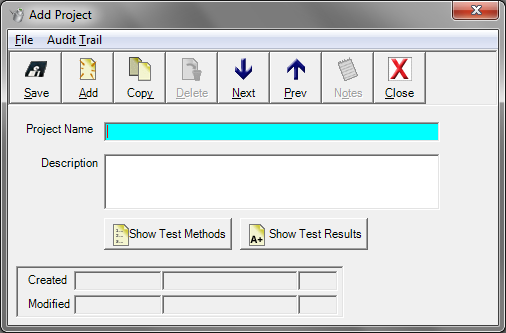 Add Project
File Audit Trail
Save Add Copy Delete Next Prev Notes Close
Project Name
Description
Show Test Methods A+ Show Test Results
Created
Modified